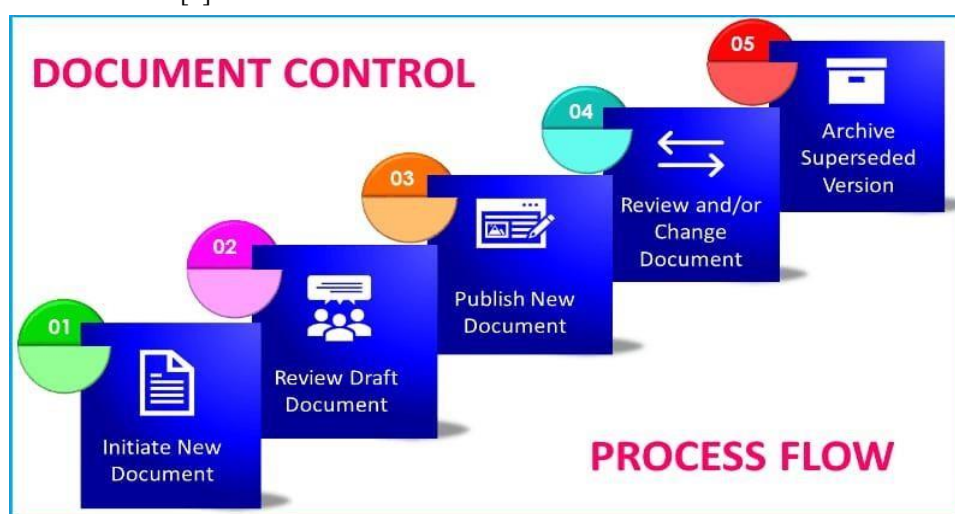 DOCUMENT CONTROL
01
Initiate New
Document
02
Review Draft
Document
03
Publish New
Document
04
Review and/or
Change
Document
05
Archive
Superseded
Version
PROCESS FLOW